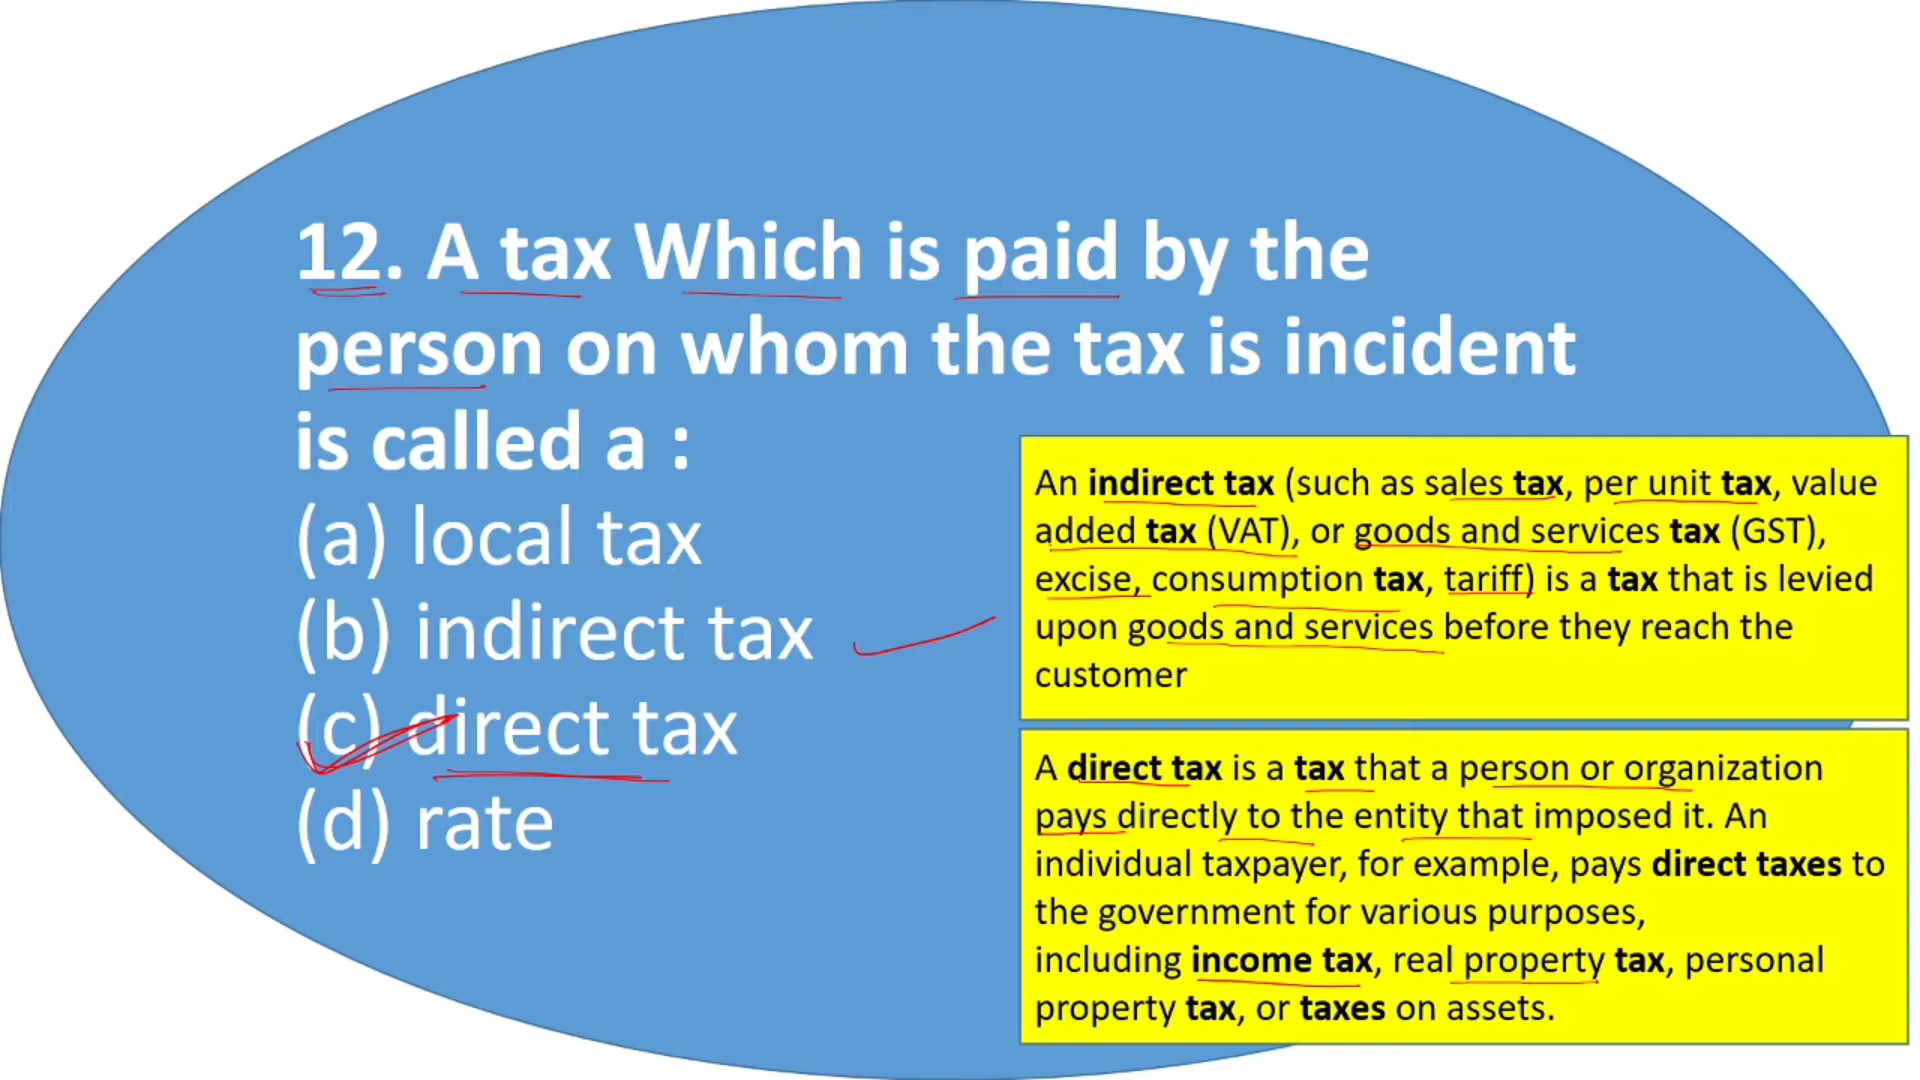 12. A tax Which is paid by the
person on whom the tax is incident
is called a :
(a) local tax
(b) indirect tax
(c) direct tax
(d) rate
An indirect tax (such as sales tax, per unit tax, value
added tax (VAT), or goods and services tax (GST),
excise, consumption tax, tariff) is a tax that is levied
upon goods and services before they reach the
customer
A direct tax is a tax that a person or organization
pays directly to the entity that imposed it. An
individual taxpayer, for example, pays direct taxes to
the government for various purposes,
including income tax, real property tax, personal
property tax, or taxes on assets.